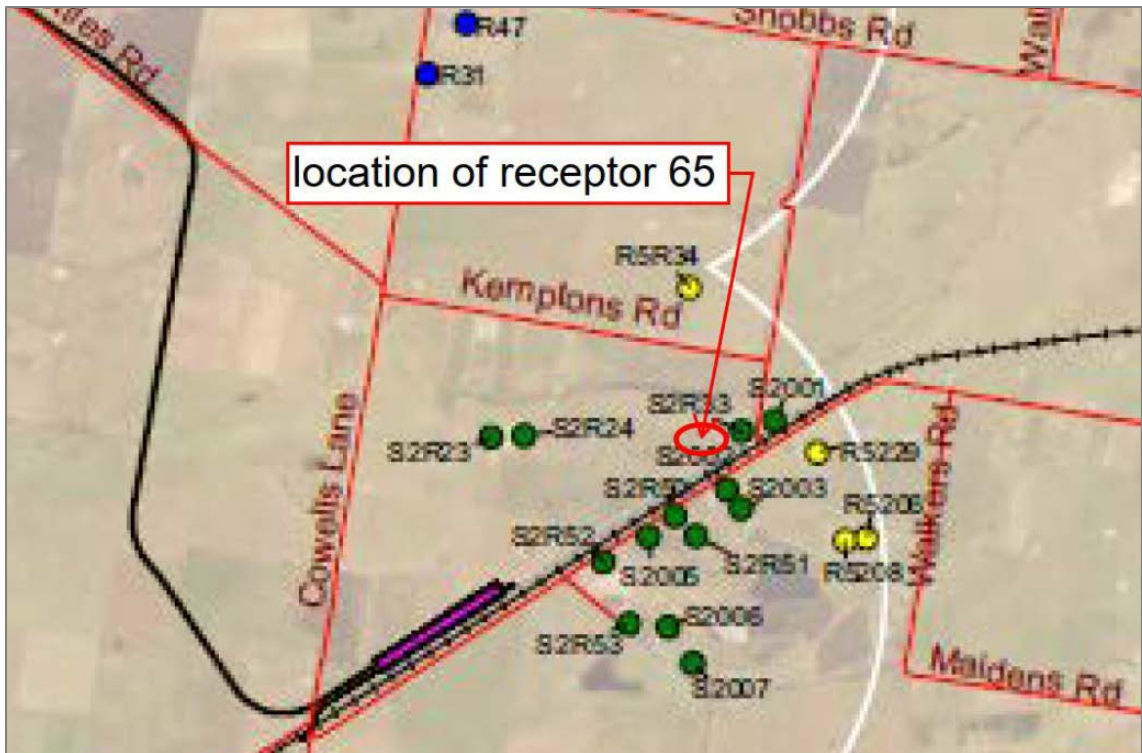 R47
Shobbs Rd
R31
location of receptor 65
R5R34
Kemptons Rd
S2001
S2R33
S2R23
S2R24
R5229
S2003
R5206
Walkers Rd
Cowells Lane
S2R52
S2005
S2R51
R5208
S2006
S2R53
S2007
Maidens Rd